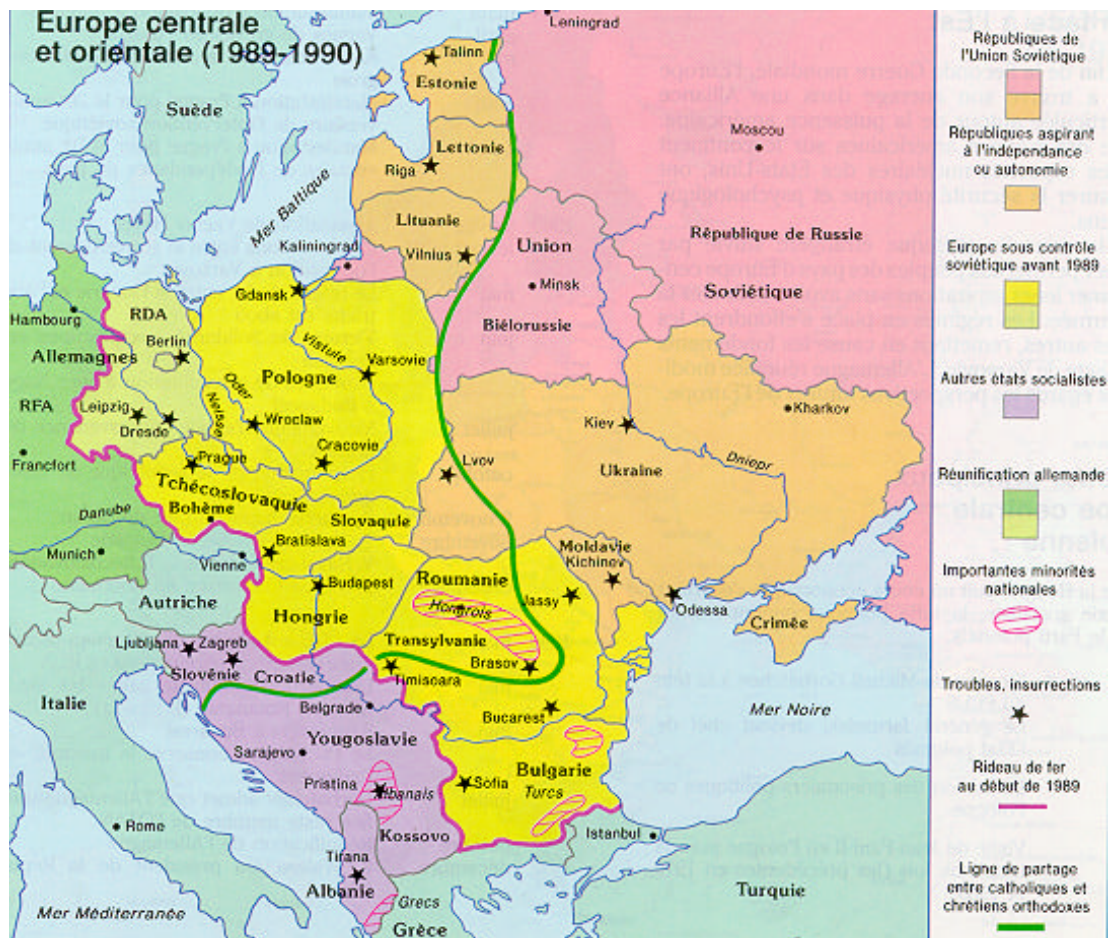 Europe centrale
et orientale (1989-1990)
Leningrad
Talinn
Estonie
Suède
Lettonie
Riga
Moscou
Mer Baltique
Lituanie
Kaliningrad
Vilnius
Union
République de Russie
Gdansk
Minsk
Soviétique
Hambourg
RDA
Biélorussie
Berlin
Allemagnes
Vistule
Varsovie
Pologne
Oder
RFA
Leipzig
Neisse
Wroclaw
Kharkov
Dresde
Kiev
Francfort
Prague
Cracovie
Lvov
Dniepr
Ukraine
Tchécoslovaquie
Bohème
Danube
Slovaquie
Munich
Bratislava
Vienne
Moldavie
Kichinev
Budapest
Roumanie
Autriche
Hongrois
Jassy
Odessa
Hongrie
Crimée
Ljubljana
Zagreb
Transylvanie
Brasov
Slovénie
Croatie
Timisoara
Italie
Belgrade
Bucarest
Mer Noire
Yougoslavie
Sarajevo
Bulgarie
Pristina
Sofia
Albanais
Turcs
Rome
Kossovo
Istanbul
Tirana
Albanie
Turquie
Grecs
Mer Méditerranée
Grèce
Républiques de
l'Union Soviétique
Républiques aspirant
à l'indépendance
ou autonomie
Europe sous contrôle
soviétique avant 1989
Autres états socialistes
Réunification allemande
Importantes minorités
nationales
Troubles, insurrections
Rideau de fer
au début de 1989
Ligne de partage
entre catholiques et
chrétiens orthodoxes